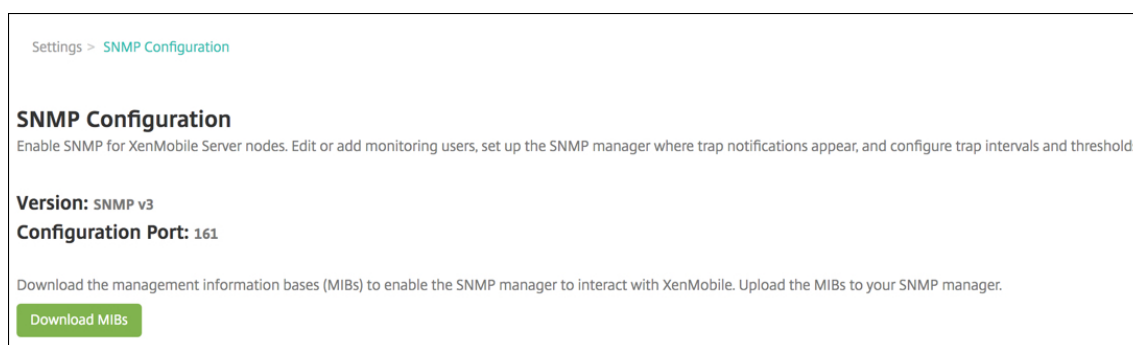 Settings > SNMP Configuration
SNMP Configuration
Enable SNMP for XenMobile Server nodes. Edit or add monitoring users, set up the SNMP manager where trap notifications appear, and configure trap intervals and threshold
Version: SNMP v3
Configuration Port: 161
Download the management information bases (MIBs) to enable the SNMP manager to interact with XenMobile. Upload the MIBs to your SNMP manager.
Download MIBs